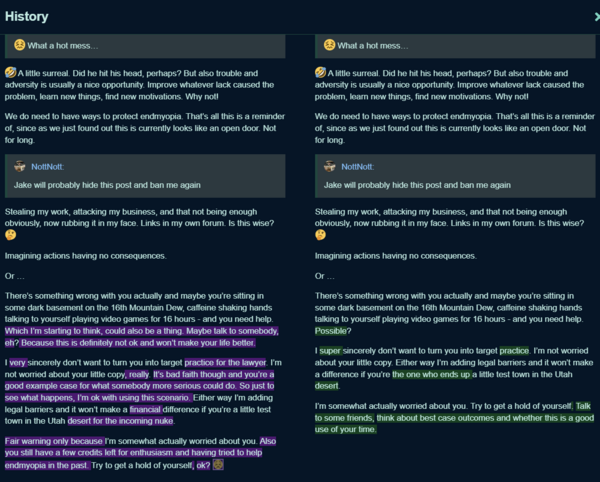 History
What a hot mess…
A little surreal. Did he hit his head, perhaps? But also trouble and
adversity is usually a nice opportunity. Improve whatever lack caused the
problem, learn new things, find new motivations. Why not!
We do need to have ways to protect endmyopia. That's all this is a reminder
of, since as we just found out this is currently looks like an open door. Not
for long.
NottNott:
Jake will probably hide this post and ban me again
Stealing my work, attacking my business, and that not being enough
obviously, now rubbing it in my face. Links in my own forum. Is this wise?
Imagining actions having no consequences.
Or …
There's something wrong with you actually and maybe you're sitting in
some dark basement on the 16th Mountain Dew, caffeine shaking hands
talking to yourself playing video games for 16 hours - and you need help.
Which I'm starting to think, could also be a thing. Maybe talk to somebody,
eh? Because this is definitely not ok and won't make your life better.
I very sincerely don't want to turn you into target practice for the lawyer. I'm
not worried about your little copy, really. It's bad faith though and you're a
good example case for what somebody more serious could do. So just to
see what happens, I'm ok with using this scenario. Either way I'm adding
legal barriers and it won't make a financial difference if you're a little test
town in the Utah desert for the incoming nuke.
Fair warning only because I'm somewhat actually worried about you. Also
you still have a few credits left for enthusiasm and having tried to help
endmyopia in the past. Try to get a hold of yourself, ok?
What a hot mess…
A little surreal. Did he hit his head, perhaps? But also trouble and
adversity is usually a nice opportunity. Improve whatever lack caused the
problem, learn new things, find new motivations. Why not!
We do need to have ways to protect endmyopia. That's all this is a reminder
of, since as we just found out this is currently looks like an open door. Not
for long.
NottNott:
Jake will probably hide this post and ban me again
Stealing my work, attacking my business, and that not being enough
obviously, now rubbing it in my face. Links in my own forum. Is this wise?
Imagining actions having no consequences.
Or …
There's something wrong with you actually and maybe you're sitting in
some dark basement on the 16th Mountain Dew, caffeine shaking hands
talking to yourself playing video games for 16 hours - and you need help.
Possible?
I super sincerely don't want to turn you into target practice. I'm not worried
about your little copy. Either way I'm adding legal barriers and it won't make
a difference if you're the one who ends up a little test town in the Utah
desert.
I'm somewhat actually worried about you. Try to get a hold of yourself. Talk
to some friends, think about best case outcomes and whether this is a good
use of your time.